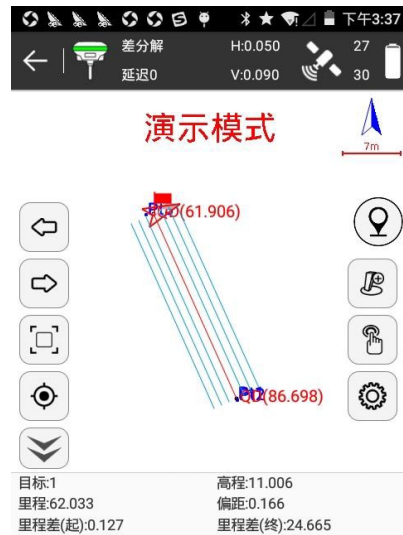 下午3:37
差分解 H:0.050 27
延迟0 V:0.090 30
演示模式
7m
(61.906)
(86.698)
目标:1 高程:11.006
里程:62.033 偏距:0.166
里程差(起):0.127 里程差(终):24.665